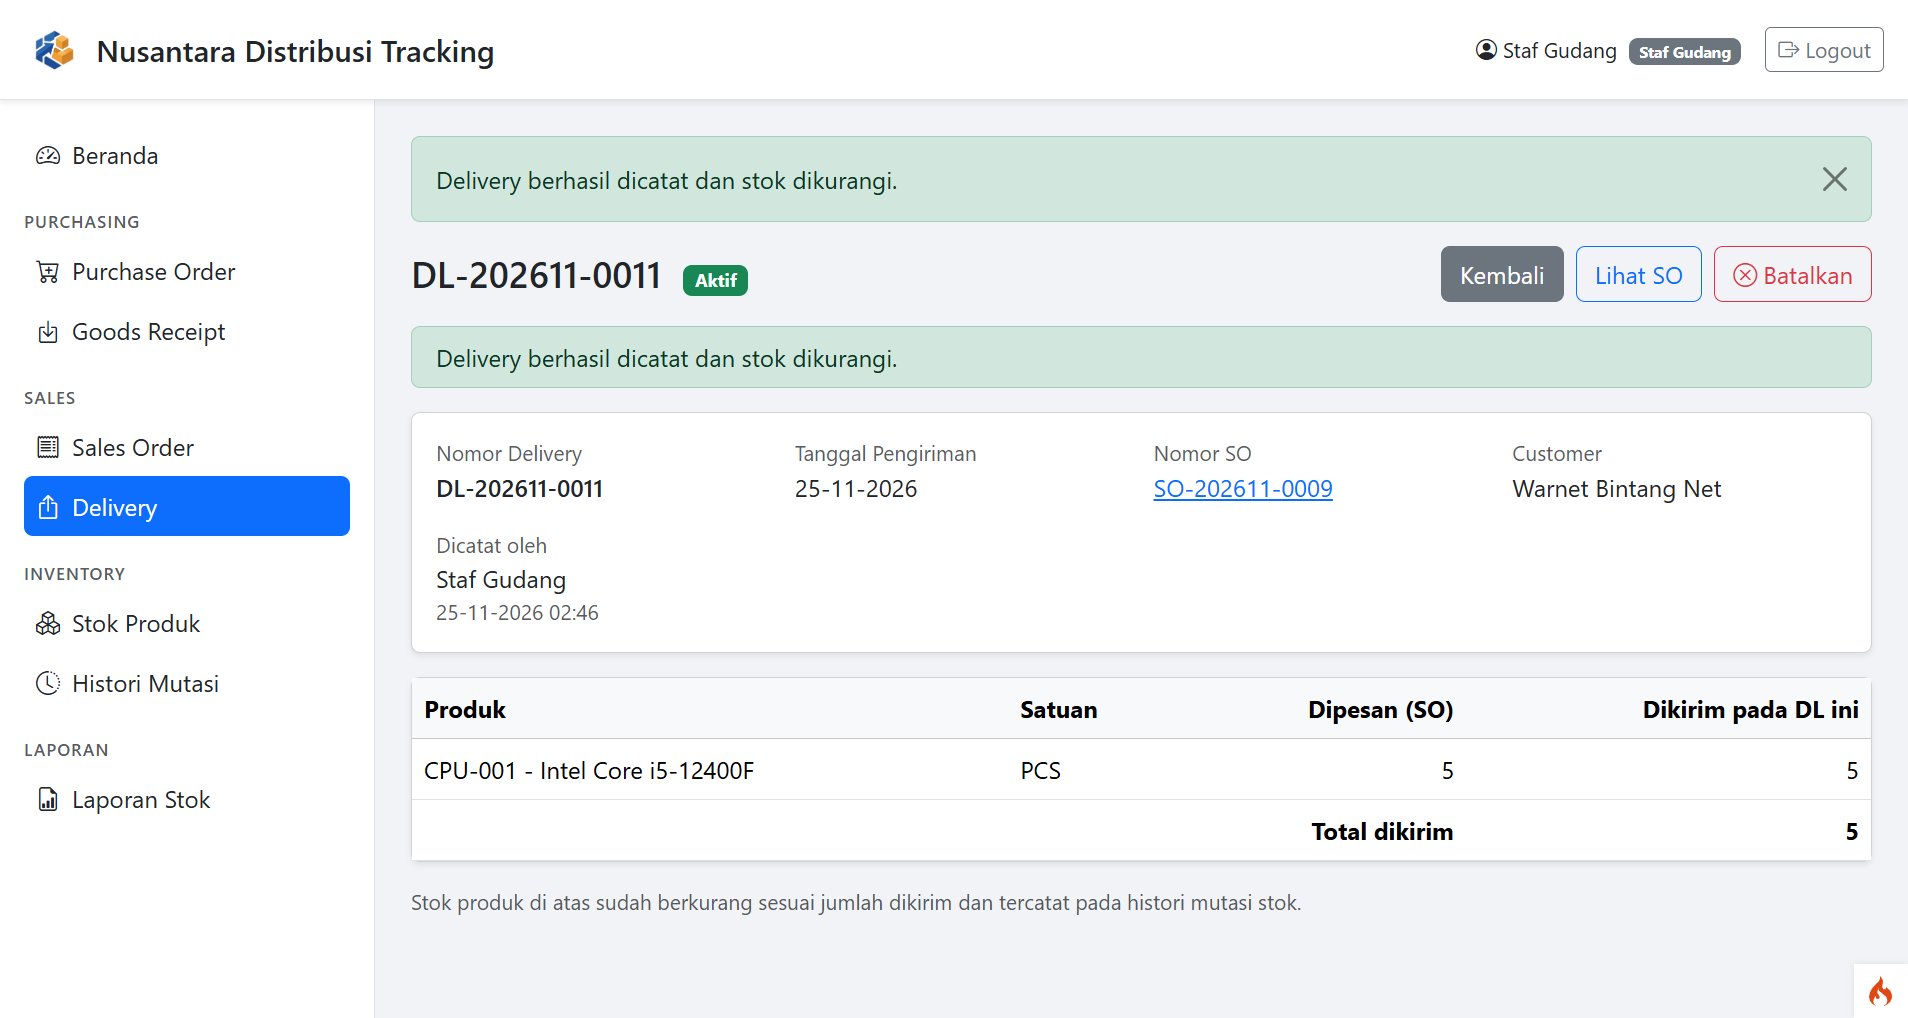 Nusantara Distribusi Tracking
Staf Gudang
Staf Gudang
Logout
Beranda
PURCHASING
Purchase Order
Goods Receipt
SALES
Sales Order
Delivery
INVENTORY
Stok Produk
Histori Mutasi
LAPORAN
Laporan Stok
Delivery berhasil dicatat dan stok dikurangi.
DL-202611-0011
Aktif
Kembali
Lihat SO
Batalkan
Delivery berhasil dicatat dan stok dikurangi.
Nomor Delivery
DL-202611-0011
Tanggal Pengiriman
25-11-2026
Nomor SO
SO-202611-0009
Customer
Warnet Bintang Net
Dicatat oleh
Staf Gudang
25-11-2026 02:46
Produk Satuan Dipesan (SO) Dikirim pada DL ini
CPU-001 - Intel Core i5-12400F PCS 5 5
Total dikirim 5
Stok produk di atas sudah berkurang sesuai jumlah dikirim dan tercatat pada histori mutasi stok.